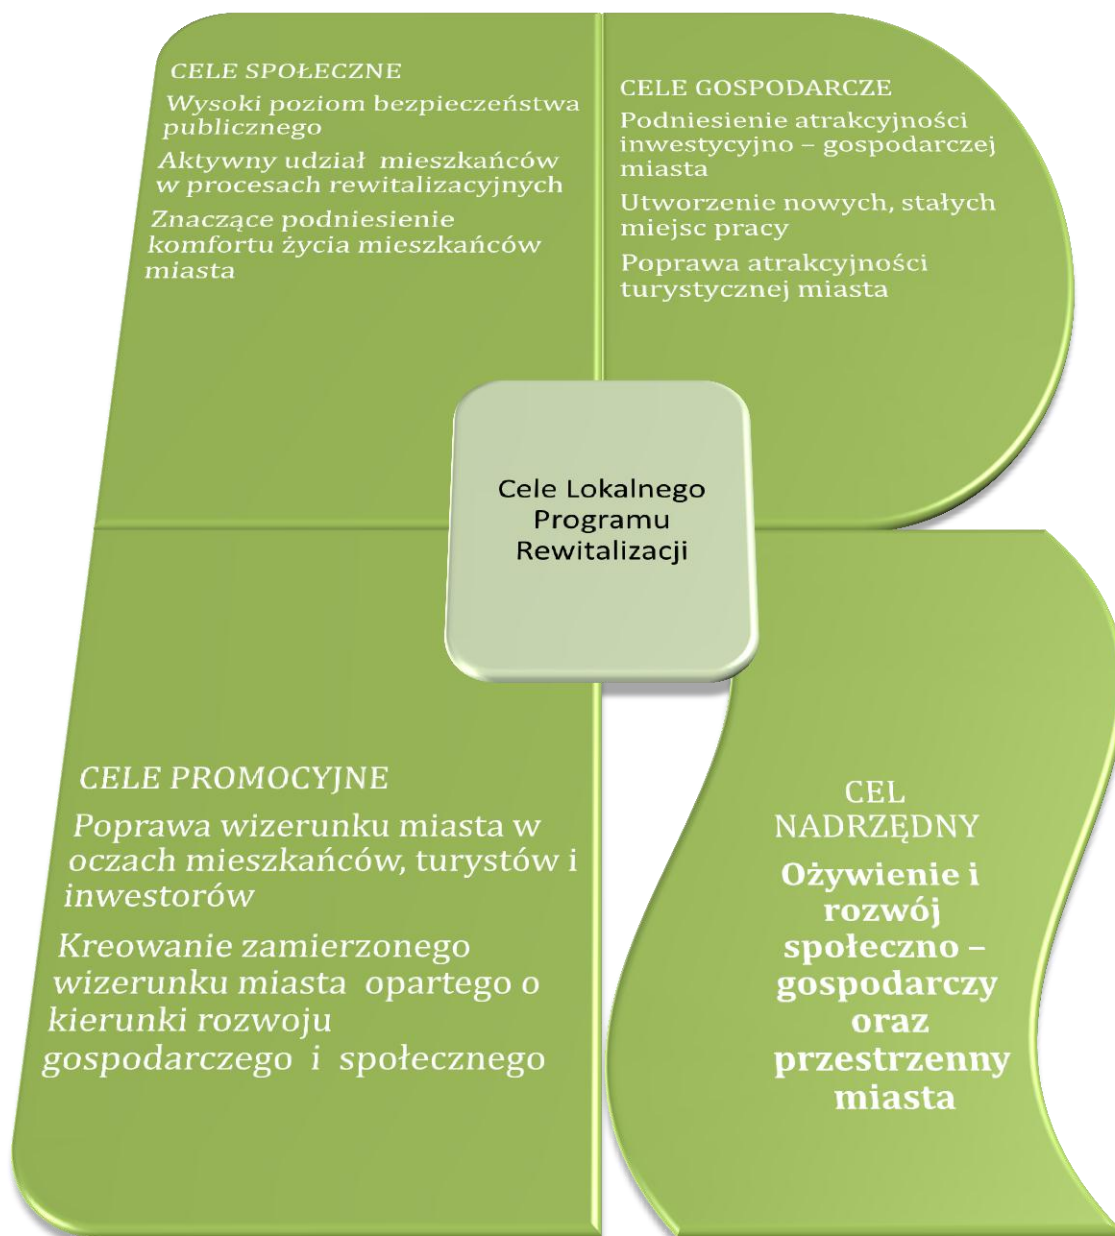 CELE SPOŁECZNE
Wysoki poziom bezpieczeństwa
publicznego
Aktywny udział mieszkańców
w procesach rewitalizacyjnych
Znaczące podniesienie
komfortu życia mieszkańców
miasta
CELE GOSPODARCZE
Podniesienie atrakcyjności
inwestycyjno – gospodarczej
miasta
Utworzenie nowych, stałych
miejsc pracy
Poprawa atrakcyjności
turystycznej miasta
Cele Lokalnego
Programu
Rewitalizacji
CELE PROMOCYJNE
Poprawa wizerunku miasta w
oczach mieszkańców, turystów i
inwestorów
Kreowanie zamierzonego
wizerunku miasta opartego o
kierunki rozwoju
gospodarczego i społecznego
CEL
NADRZĘDNY
Ożywienie i
rozwój
społeczno –
gospodarczy
oraz
przestrzenny
miasta